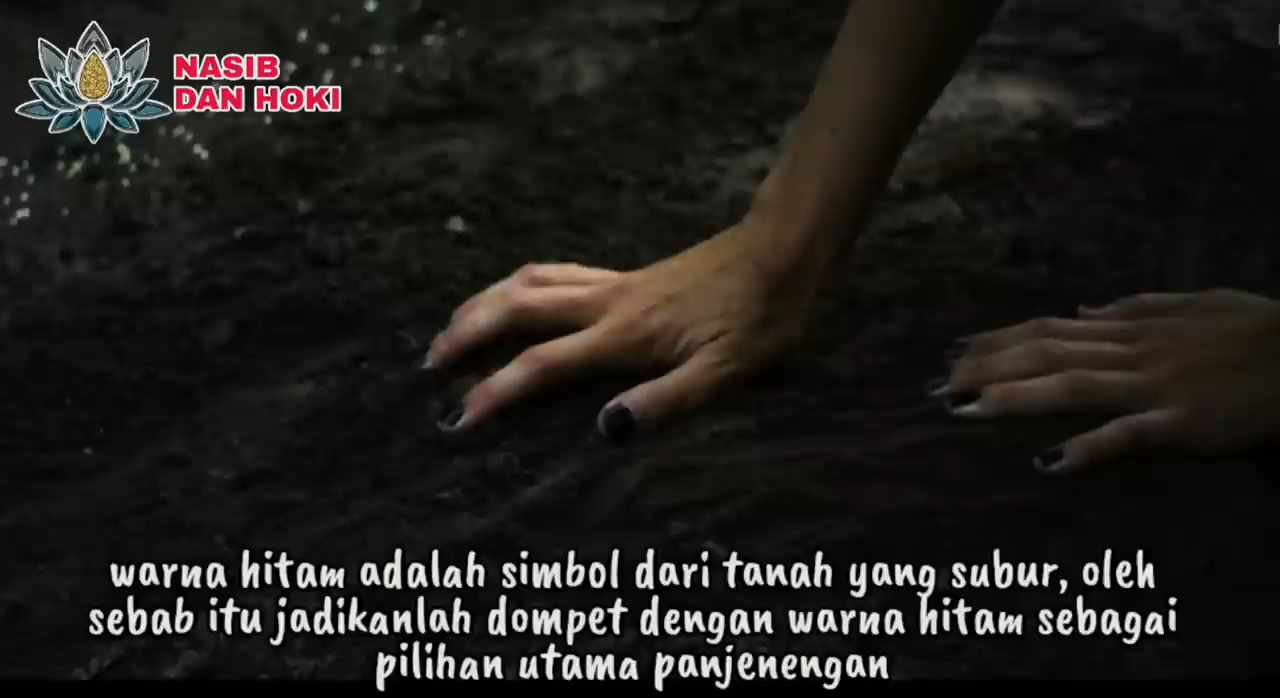 NASIB
DAN HOKI
warna hitam adalah simbol dari tanah yang subur, oleh
sebab itu jadikanlah dompet dengan warna hitam sebagai
pilihan utama panjenengan